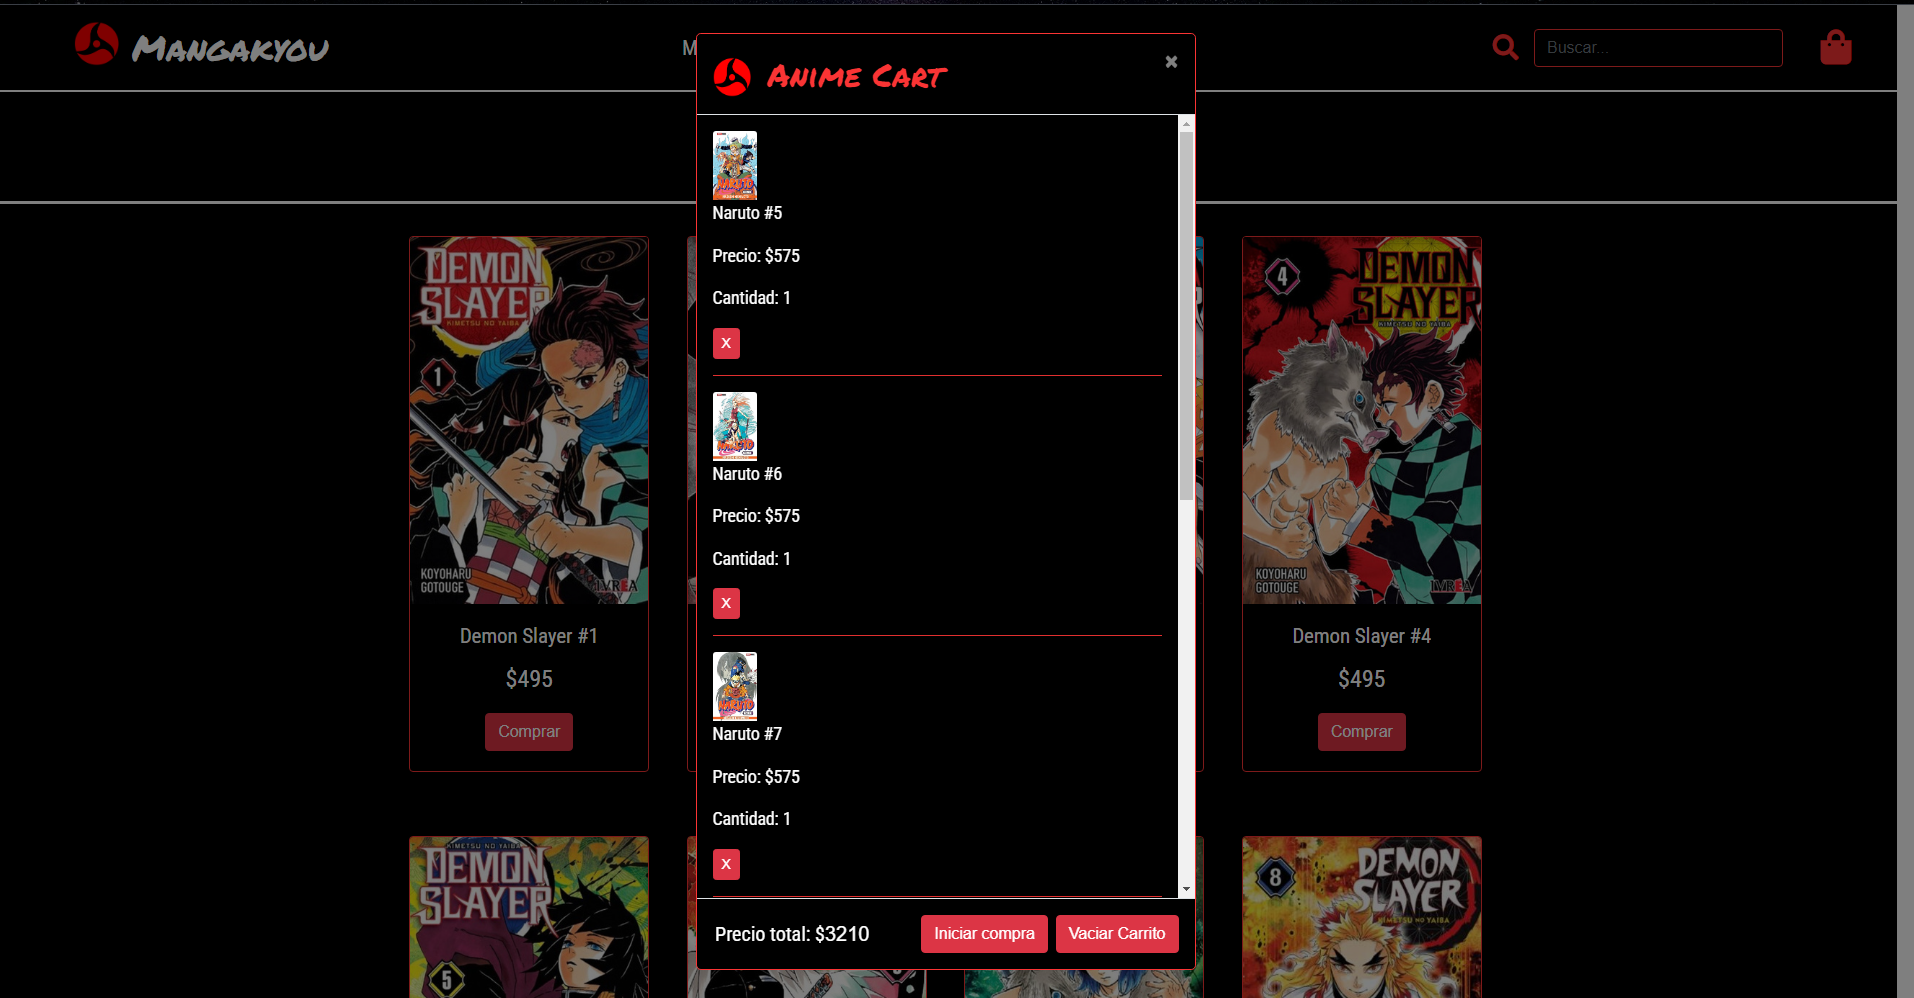 Mangakyou
M
Buscar...
Anime Cart
×
Naruto #5
Precio: $575
Cantidad: 1
X
NARUTO
Naruto #6
Precio: $575
Cantidad: 1
X
NARUTO
Naruto #7
Precio: $575
Cantidad: 1
X
Precio total: $3210
Iniciar compra
Vaciar Carrito
DEMON
SLAYER
KIMETSU NO YAIBA
1
KOYOHARU
GOTOUGE
IVREA
Demon Slayer #1
$495
Comprar
4
DEMON
SLAYER
KIMETSU NO YAIBA
KOYOHARU
GOTOUGE
IVREA
Demon Slayer #4
$495
Comprar
KIMETSU NO YAIBA
DEMON
SLAYER
5
8
DEMON
SLAYER
KIMETSU NO YAIBA